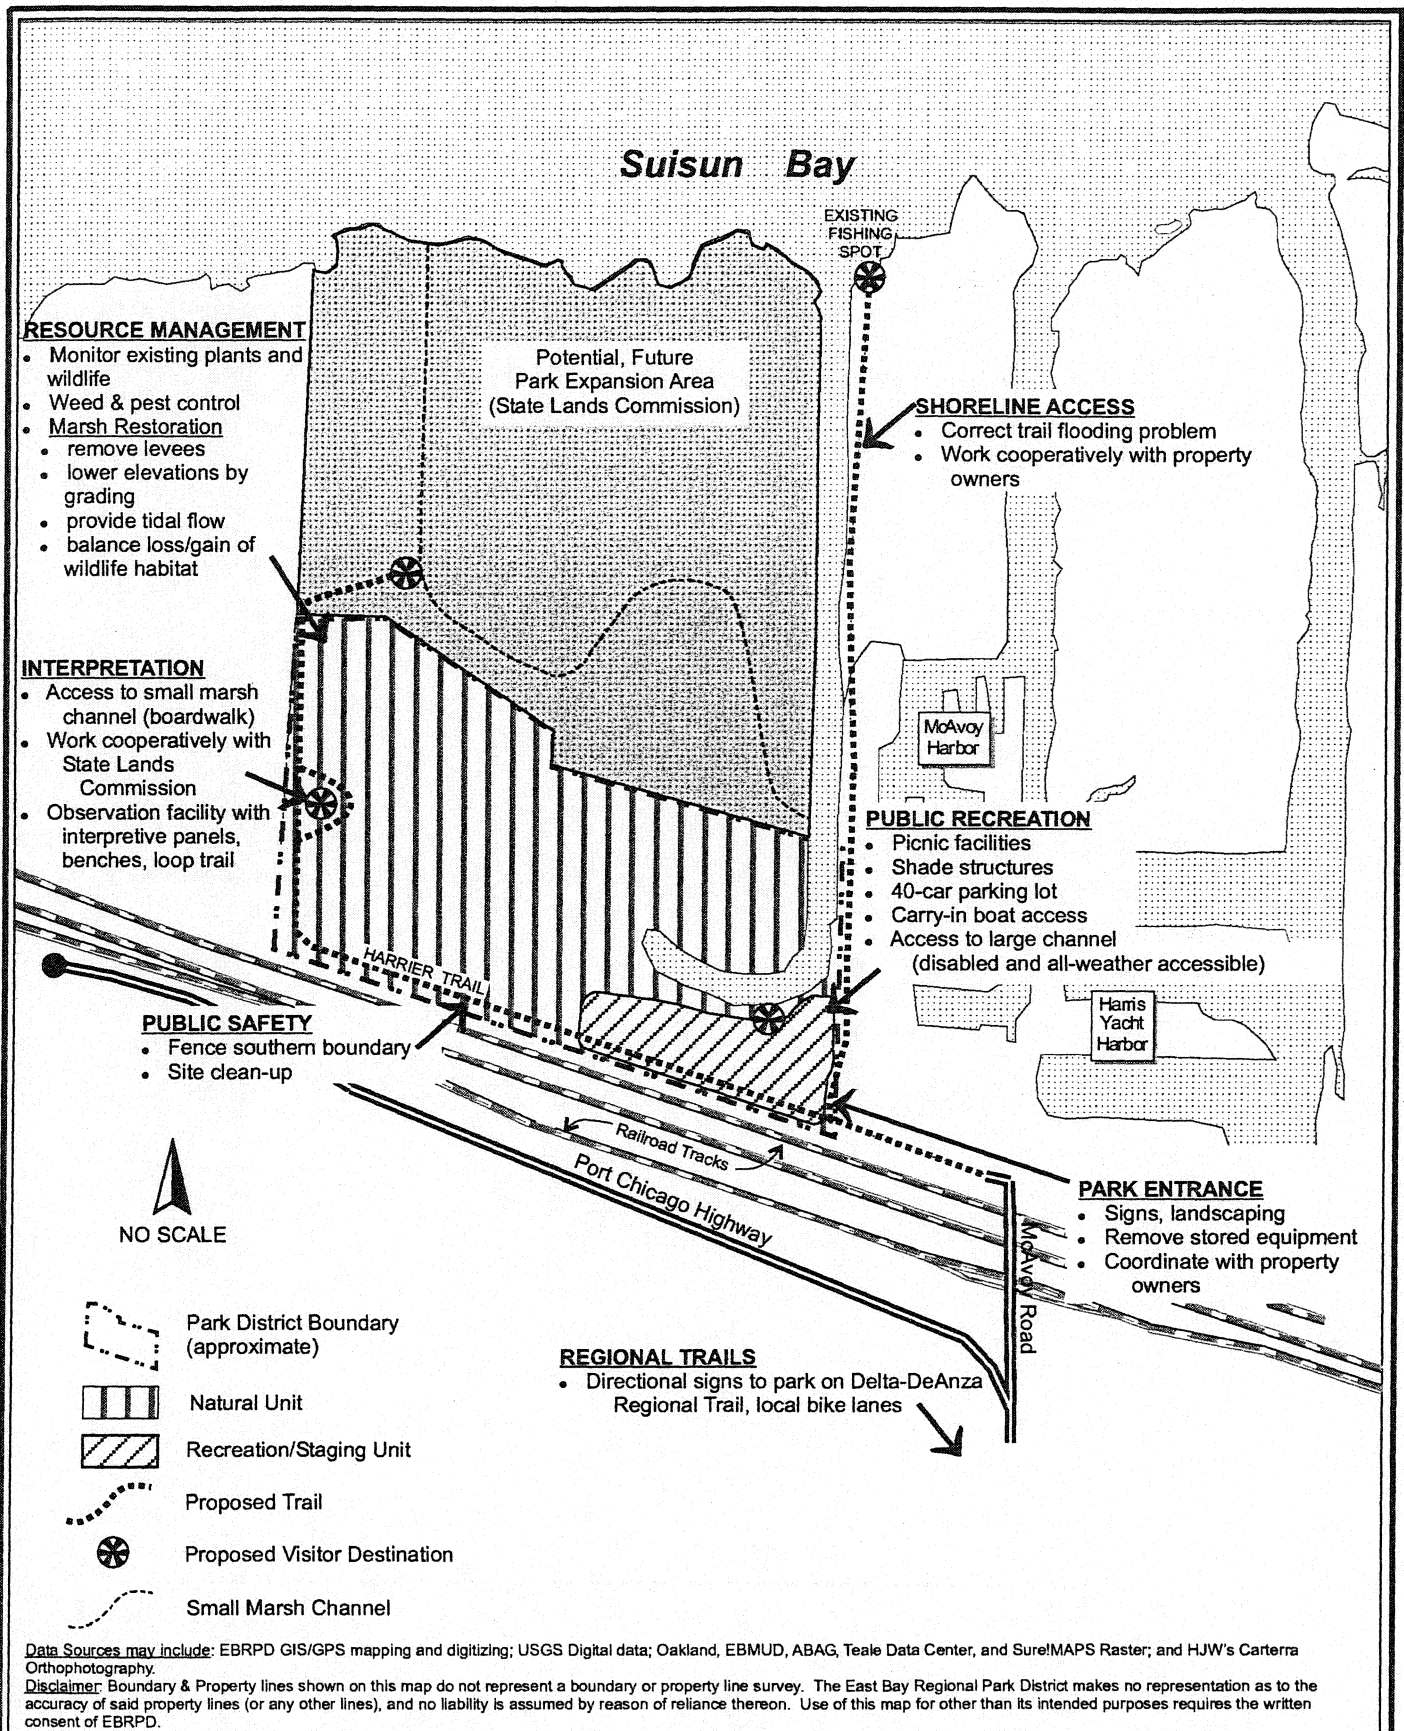 Suisun Bay
EXISTING
FISHING
SPOT
RESOURCE MANAGEMENT
• Monitor existing plants and
wildlife
• Weed & pest control
• Marsh Restoration
• remove levees
• lower elevations by
grading
• provide tidal flow
• balance loss/gain of
wildlife habitat
Potential, Future
Park Expansion Area
(State Lands Commission)
SHORELINE ACCESS
• Correct trail flooding problem
• Work cooperatively with property
owners
INTERPRETATION
• Access to small marsh
channel (boardwalk)
• Work cooperatively with
State Lands
Commission
• Observation facility with
interpretive panels,
benches, loop trail
McAvoy
Harbor
PUBLIC RECREATION
• Picnic facilities
• Shade structures
• 40-car parking lot
• Carry-in boat access
• Access to large channel
(disabled and all-weather accessible)
HARRIER TRAIL
Harris
Yacht
Harbor
PUBLIC SAFETY
• Fence southern boundary
• Site clean-up
Railroad Tracks
Port Chicago Highway
PARK ENTRANCE
• Signs, landscaping
• Remove stored equipment
• Coordinate with property
owners
McAvoy Road
NO SCALE
REGIONAL TRAILS
• Directional signs to park on Delta-DeAnza
Regional Trail, local bike lanes
Park District Boundary
(approximate)
Natural Unit
Recreation/Staging Unit
Proposed Trail
Proposed Visitor Destination
Small Marsh Channel
Data Sources may include: EBRPD GIS/GPS mapping and digitizing; USGS Digital data; Oakland, EBMUD, ABAG, Teale Data Center, and Sure!MAPS Raster; and HJW's Carterra
Orthophotography.
Disclaimer: Boundary & Property lines shown on this map do not represent a boundary or property line survey. The East Bay Regional Park District makes no representation as to the
accuracy of said property lines (or any other lines), and no liability is assumed by reason of reliance thereon. Use of this map for other than its intended purposes requires the written
consent of EBRPD.